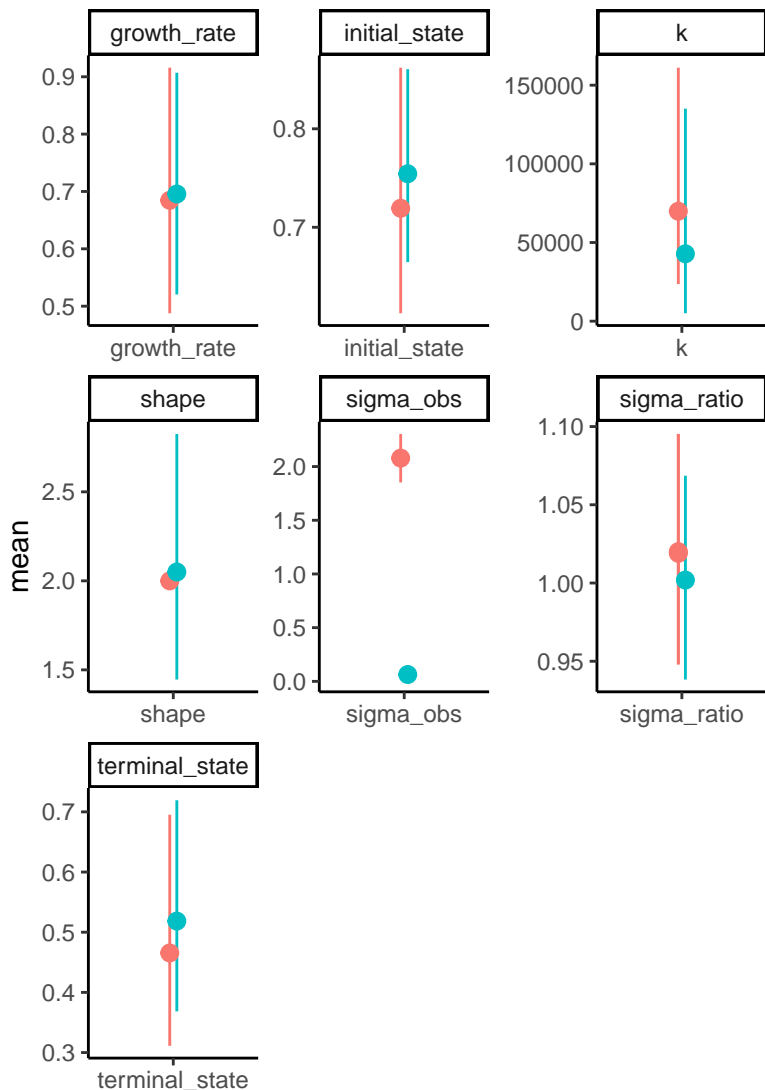 growth_rate
initial_state
k
0.9
0.8
0.7
0.6
0.5
0.8
0.7
150000
100000
50000
0
growth_rate
initial_state
k
shape
sigma_obs
sigma_ratio
mean
2.5
2.0
1.5
2.0
1.5
1.0
0.5
0.0
1.10
1.05
1.00
0.95
shape
sigma_obs
sigma_ratio
terminal_state
0.7
0.6
0.5
0.4
0.3
terminal_state